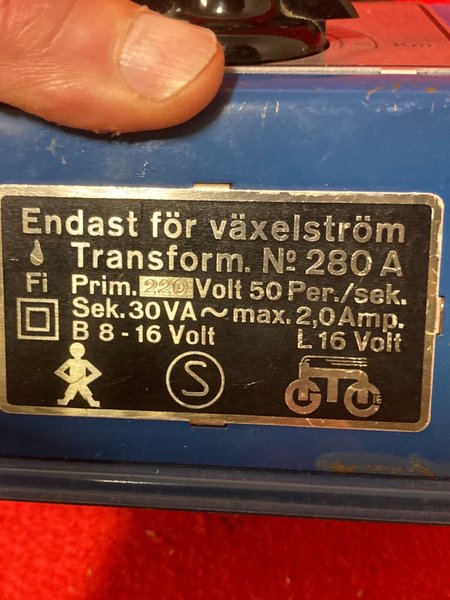 Endast för växelström
Transform. Nº 280 A
Fi Prim. 220 Volt 50 Per./sek.
Sek. 30 VA ~ max. 2,0 Amp.
B 8 - 16 Volt L 16 Volt
S